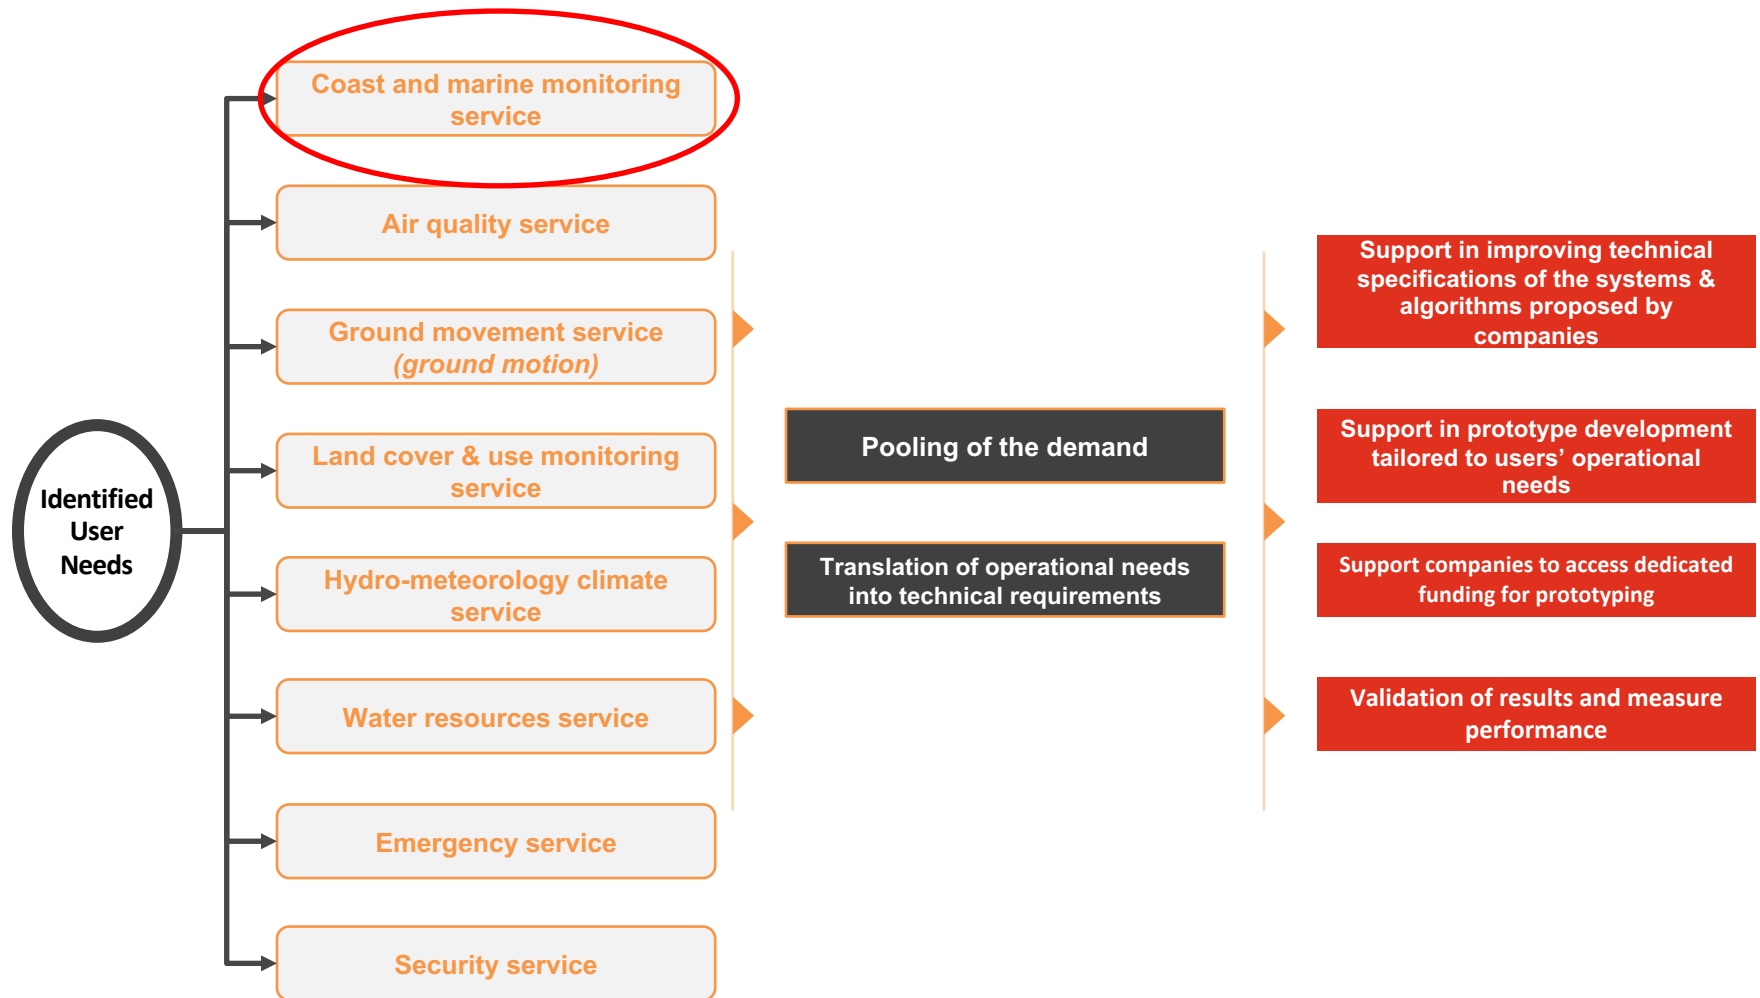 Identified
User
Needs
Coast and marine monitoring
service
Air quality service
Ground movement service
(ground motion)
Land cover & use monitoring
service
Hydro-meteorology climate
service
Water resources service
Emergency service
Security service
Pooling of the demand
Translation of operational needs
into technical requirements
Support in improving technical
specifications of the systems &
algorithms proposed by
companies
Support in prototype development
tailored to users’ operational
needs
Support companies to access dedicated
funding for prototyping
Validation of results and measure
performance